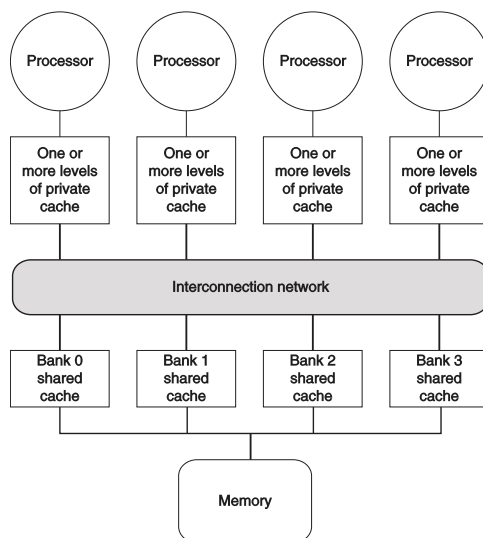 Processor
Processor
Processor
Processor
One or
more levels
of private
cache
One or
more levels
of private
cache
One or
more levels
of private
cache
One or
more levels
of private
cache
Interconnection network
Bank 0
shared
cache
Bank 1
shared
cache
Bank 2
shared
cache
Bank 3
shared
cache
Memory